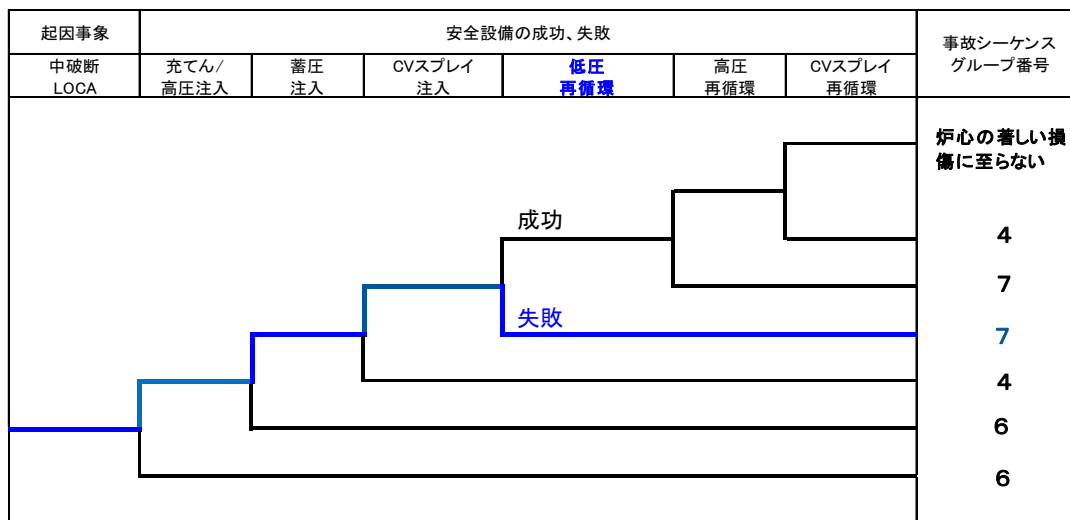 起因事象
安全設備の成功、失敗
事故シーケンス
グループ番号
中破断
LOCA
充てん/
高圧注入
蓄圧
注入
CVスプレイ
注入
低圧
再循環
高圧
再循環
CVスプレイ
再循環
炉心の著しい損
傷に至らない
成功
4
7
失敗
7
4
6
6